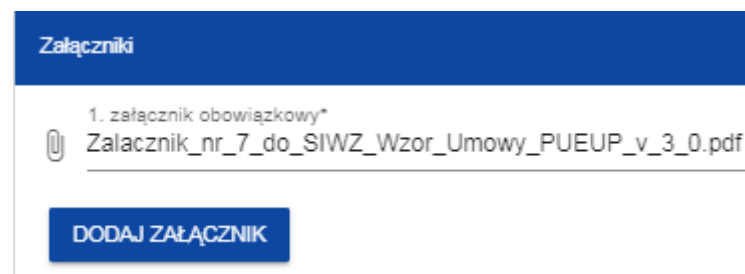 Załączniki
1. załącznik obowiązkowy*
Zalacznik_nr_7_do_SIWZ_Wzor_Umowy_PUEUP_v_3_0.pdf
DODAJ ZAŁĄCZNIK